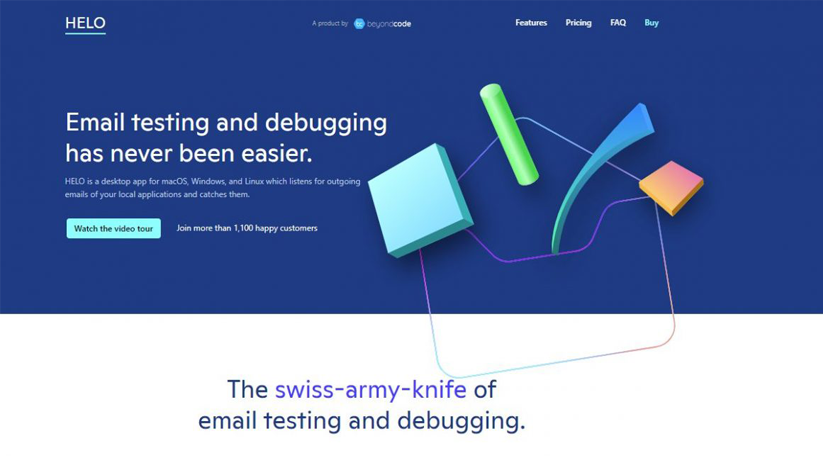 HELO
A product by beyondcode
Features Pricing FAQ Buy
Email testing and debugging
has never been easier.
HELO is a desktop app for macOS, Windows, and Linux which listens for outgoing
emails of your local applications and catches them.
Watch the video tour Join more than 1,100 happy customers
The swiss-army-knife of
email testing and debugging.